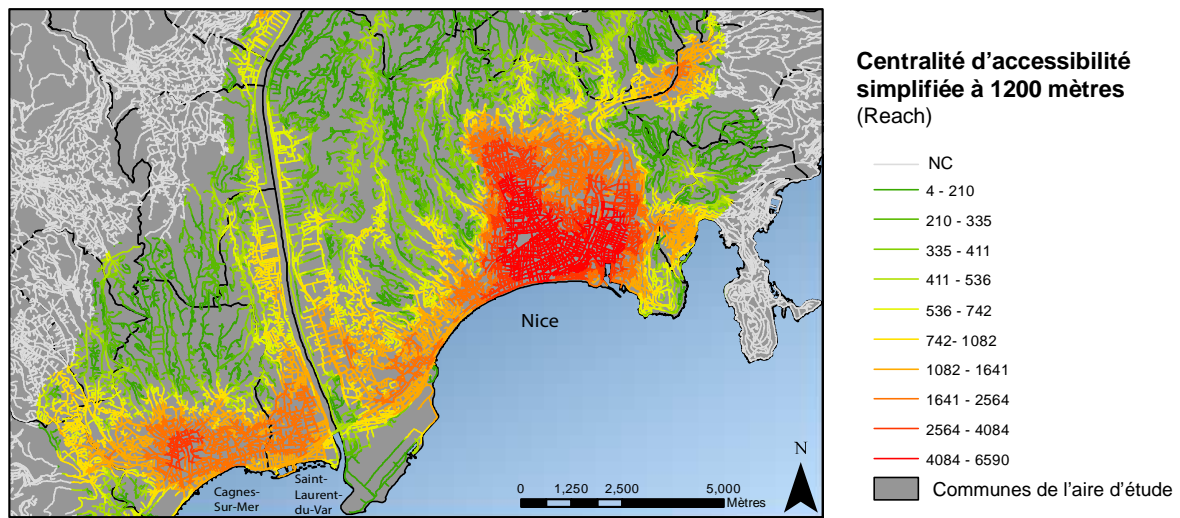 Centralité d'accessibilité
simplifiée à 1200 mètres
(Reach)
NC
4 - 210
210 - 335
335 - 411
411 - 536
536 - 742
742- 1082
1082 - 1641
1641 - 2564
2564 - 4084
4084 - 6590
Communes de l'aire d'étude
Nice
Cagnes-
Sur-Mer
Saint-
Laurent-
du-Var
N
0 1,250 2,500 5,000
Mètres